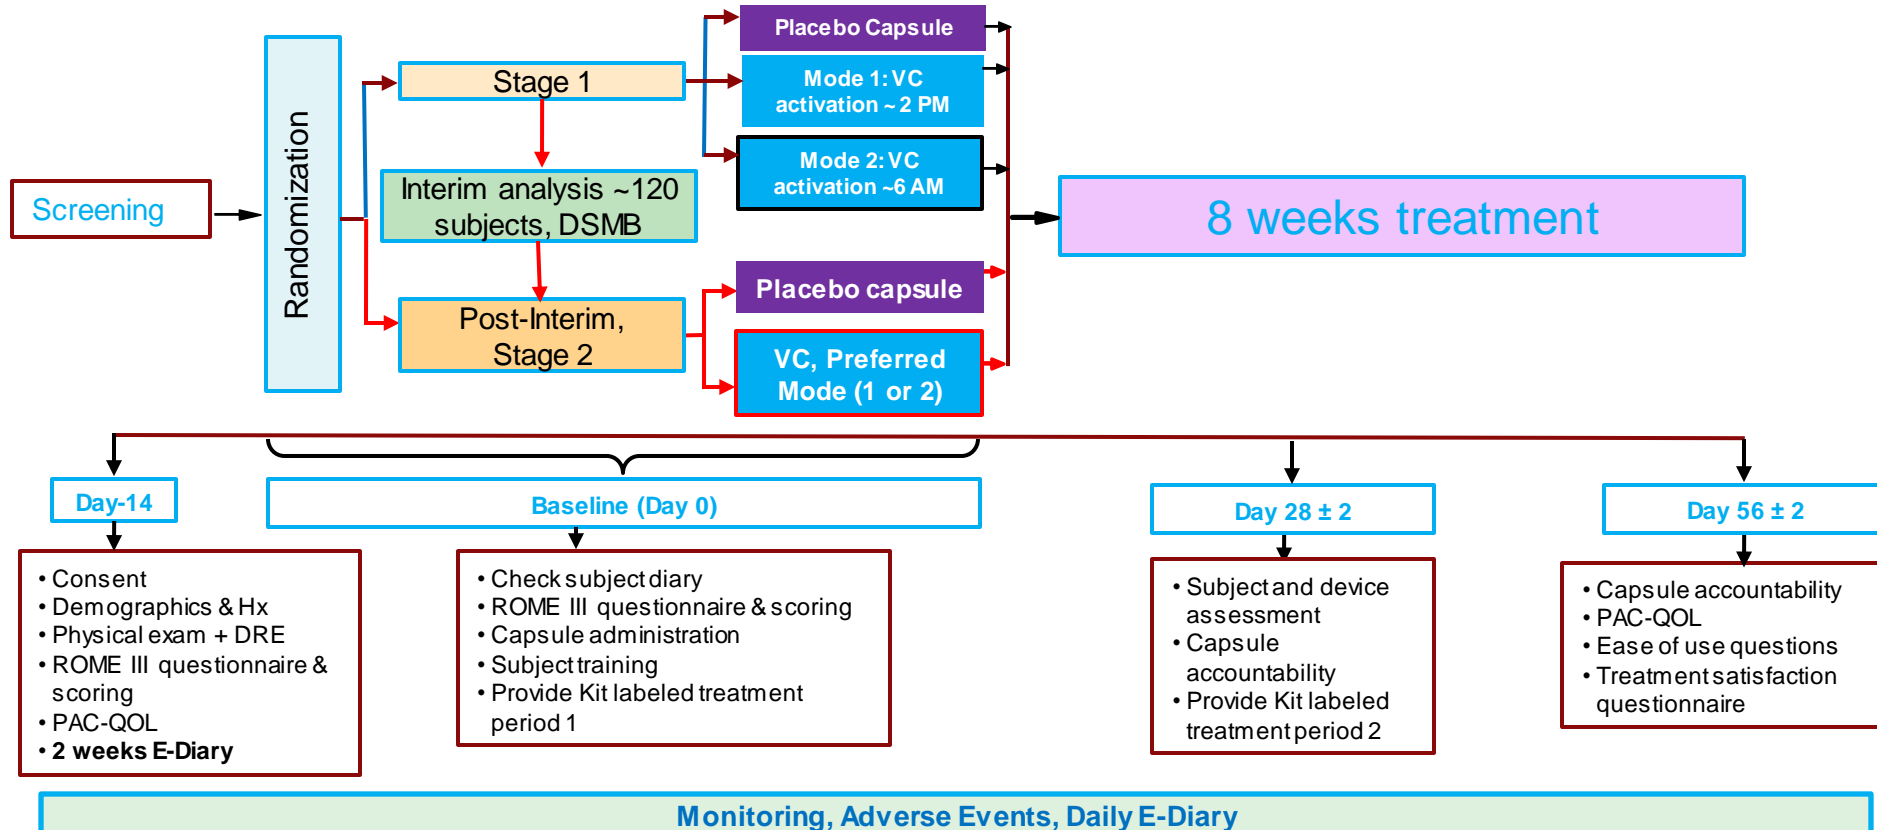 Screening
Randomization
Stage 1
Interim analysis ~120
subjects, DSMB
Post-Interim,
Stage 2
Placebo Capsule
Mode 1: VC
activation ~ 2 PM
Mode 2: VC
activation ~6 AM
Placebo capsule
VC, Preferred
Mode (1 or 2)
8 weeks treatment
Day-14
• Consent
• Demographics & Hx
• Physical exam + DRE
• ROME III questionnaire &
scoring
• PAC-QOL
• 2 weeks E-Diary
Baseline (Day 0)
• Check subject diary
• ROME III questionnaire & scoring
• Capsule administration
• Subject training
• Provide Kit labeled treatment
period 1
Day 28 ± 2
• Subject and device
assessment
• Capsule
accountability
• Provide Kit labeled
treatment period 2
Day 56 ± 2
• Capsule accountability
• PAC-QOL
• Ease of use questions
• Treatment satisfaction
questionnaire
Monitoring, Adverse Events, Daily E-Diary